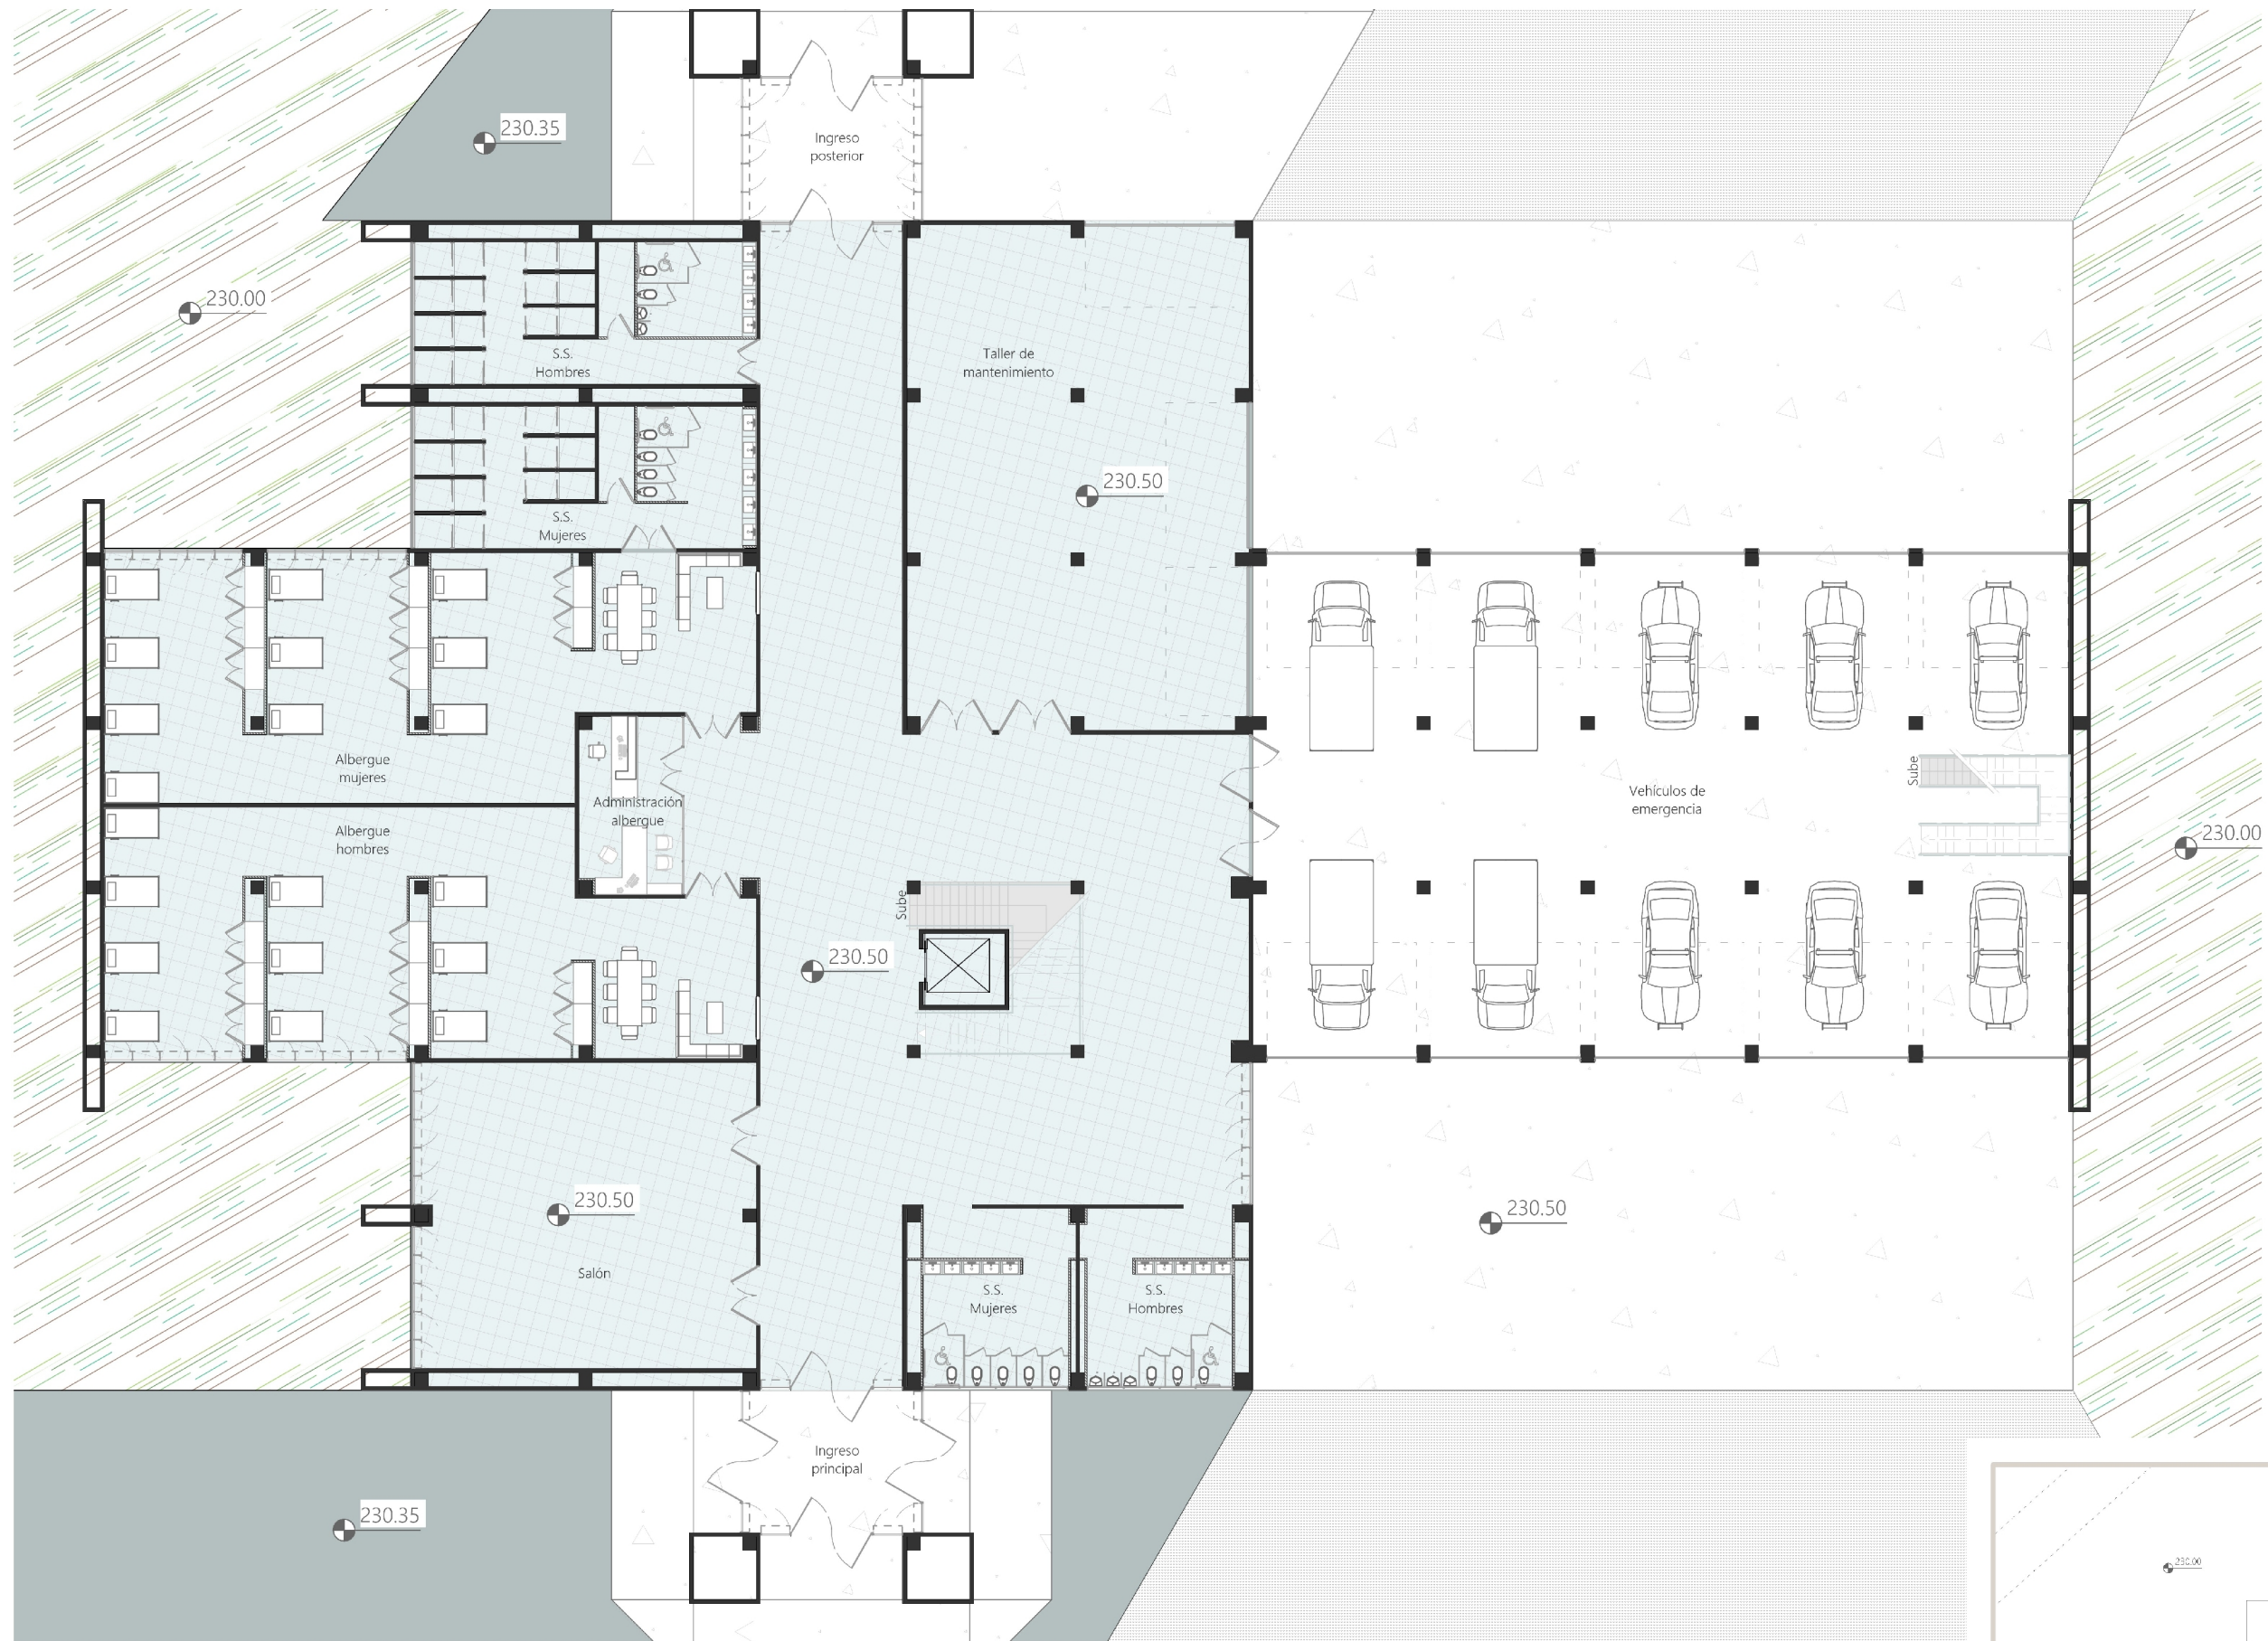 230.35
Ingreso
posterior
230.00
S.S.
Hombres
Taller de
mantenimiento
230.50
S.S.
Mujeres
Albergue
mujeres
Administración
albergue
Albergue
hombres
Vehículos de
emergencia
Sube
230.00
Sube
230.50
230.50
Salón
230.50
S.S.
Mujeres
S.S.
Hombres
Ingreso
principal
230.35
230.00